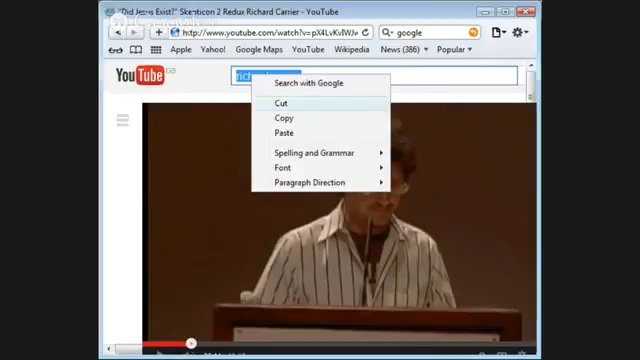 "Did Jesus Exist?" Skepticon 2 Redux Richard Carrier - YouTube
http://www.youtube.com/watch?v=pX4LvKvIWJw
google
Apple Yahoo! Google Maps YouTube Wikipedia News (386) Popular
YouTube
Search with Google
Cut
Copy
Paste
Spelling and Grammar
Font
Paragraph Direction